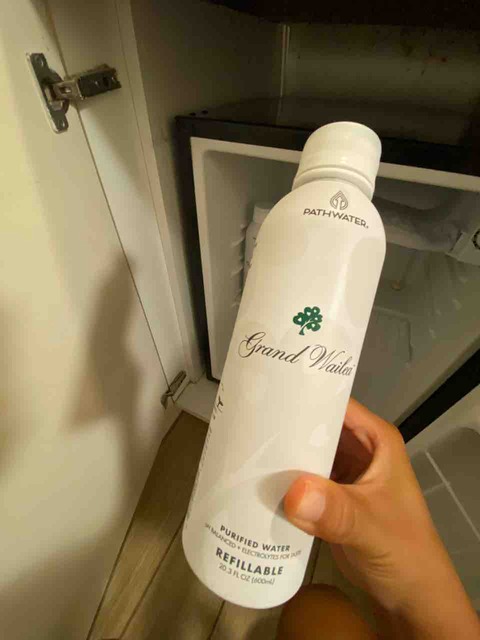 PATHWATER
Grand Wailea
PURIFIED WATER
pH BALANCED + ELECTROLYTES FOR TASTE
REFILLABLE
20.3 FL OZ (600mL)